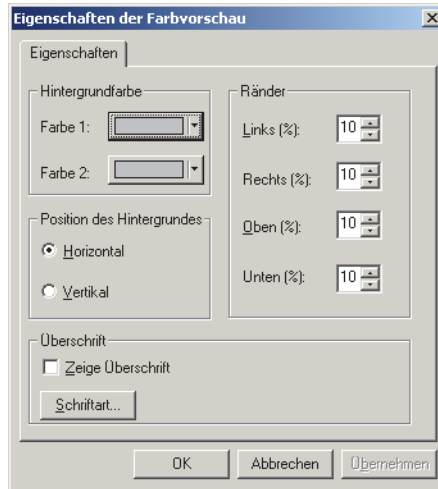 Eigenschaften der Farbvorschau
Eigenschaften
Hintergrundfarbe
Farbe 1:
Farbe 2:
Position des Hintergrundes
Horizontal
Vertikal
Ränder
Links (%): 10
Rechts (%): 10
Oben (%): 10
Unten (%): 10
Überschrift
Zeige Überschrift
Schriftart...
OK Abbrechen Übernehmen